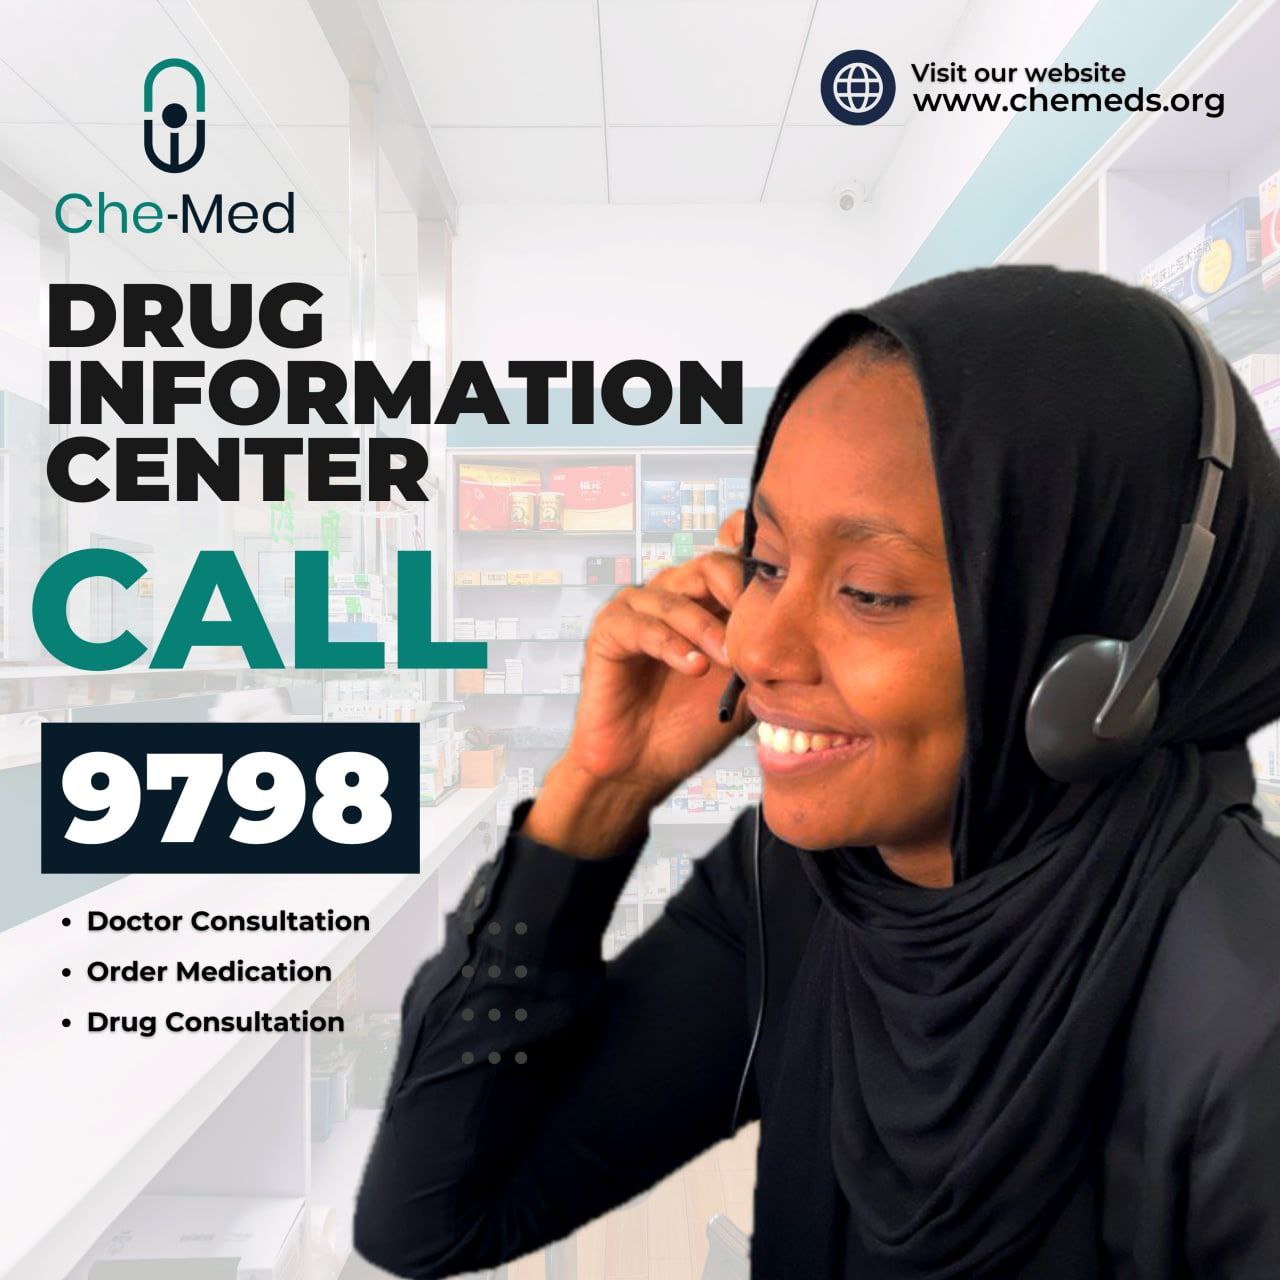 Che-Med
Visit our website
www.chemeds.org
DRUG
INFORMATION
CENTER
CALL
9798
• Doctor Consultation
• Order Medication
• Drug Consultation